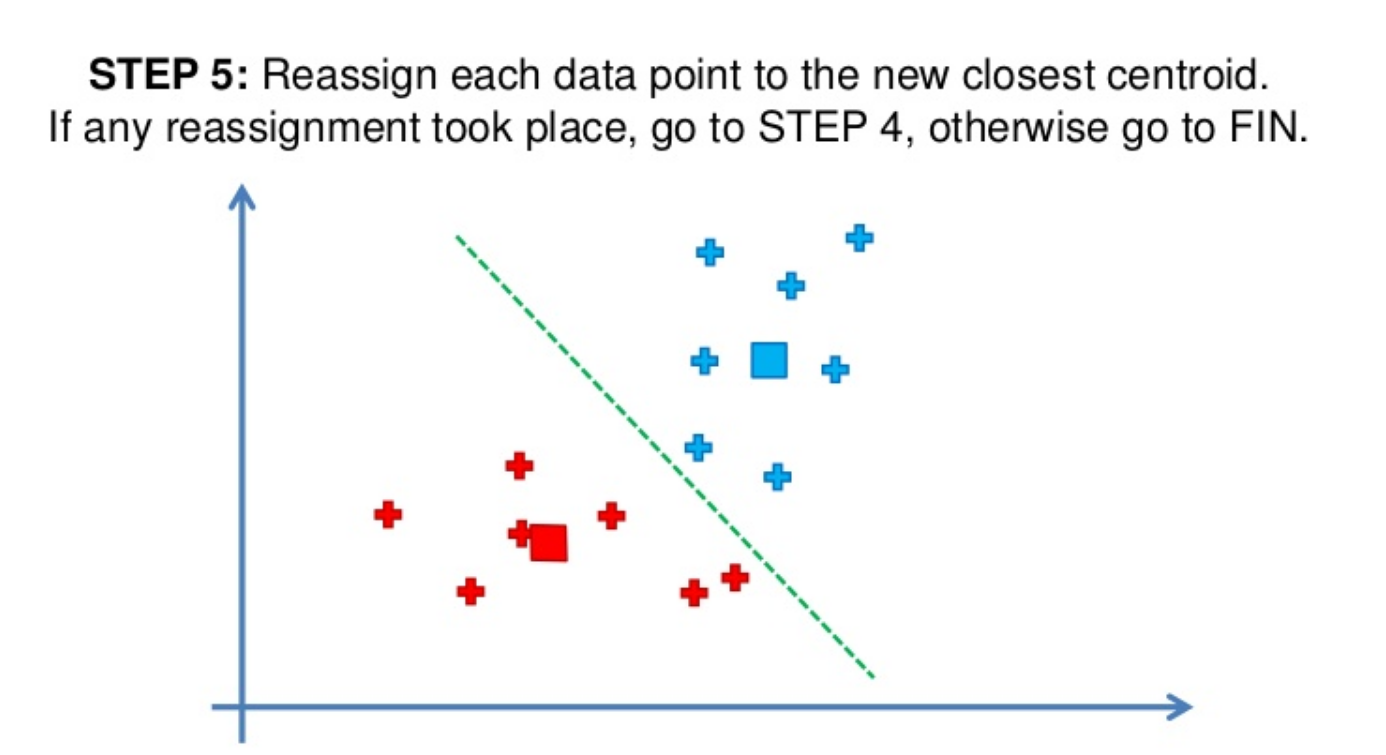 STEP 5: Reassign each data point to the new closest centroid.
If any reassignment took place, go to STEP 4, otherwise go to FIN.